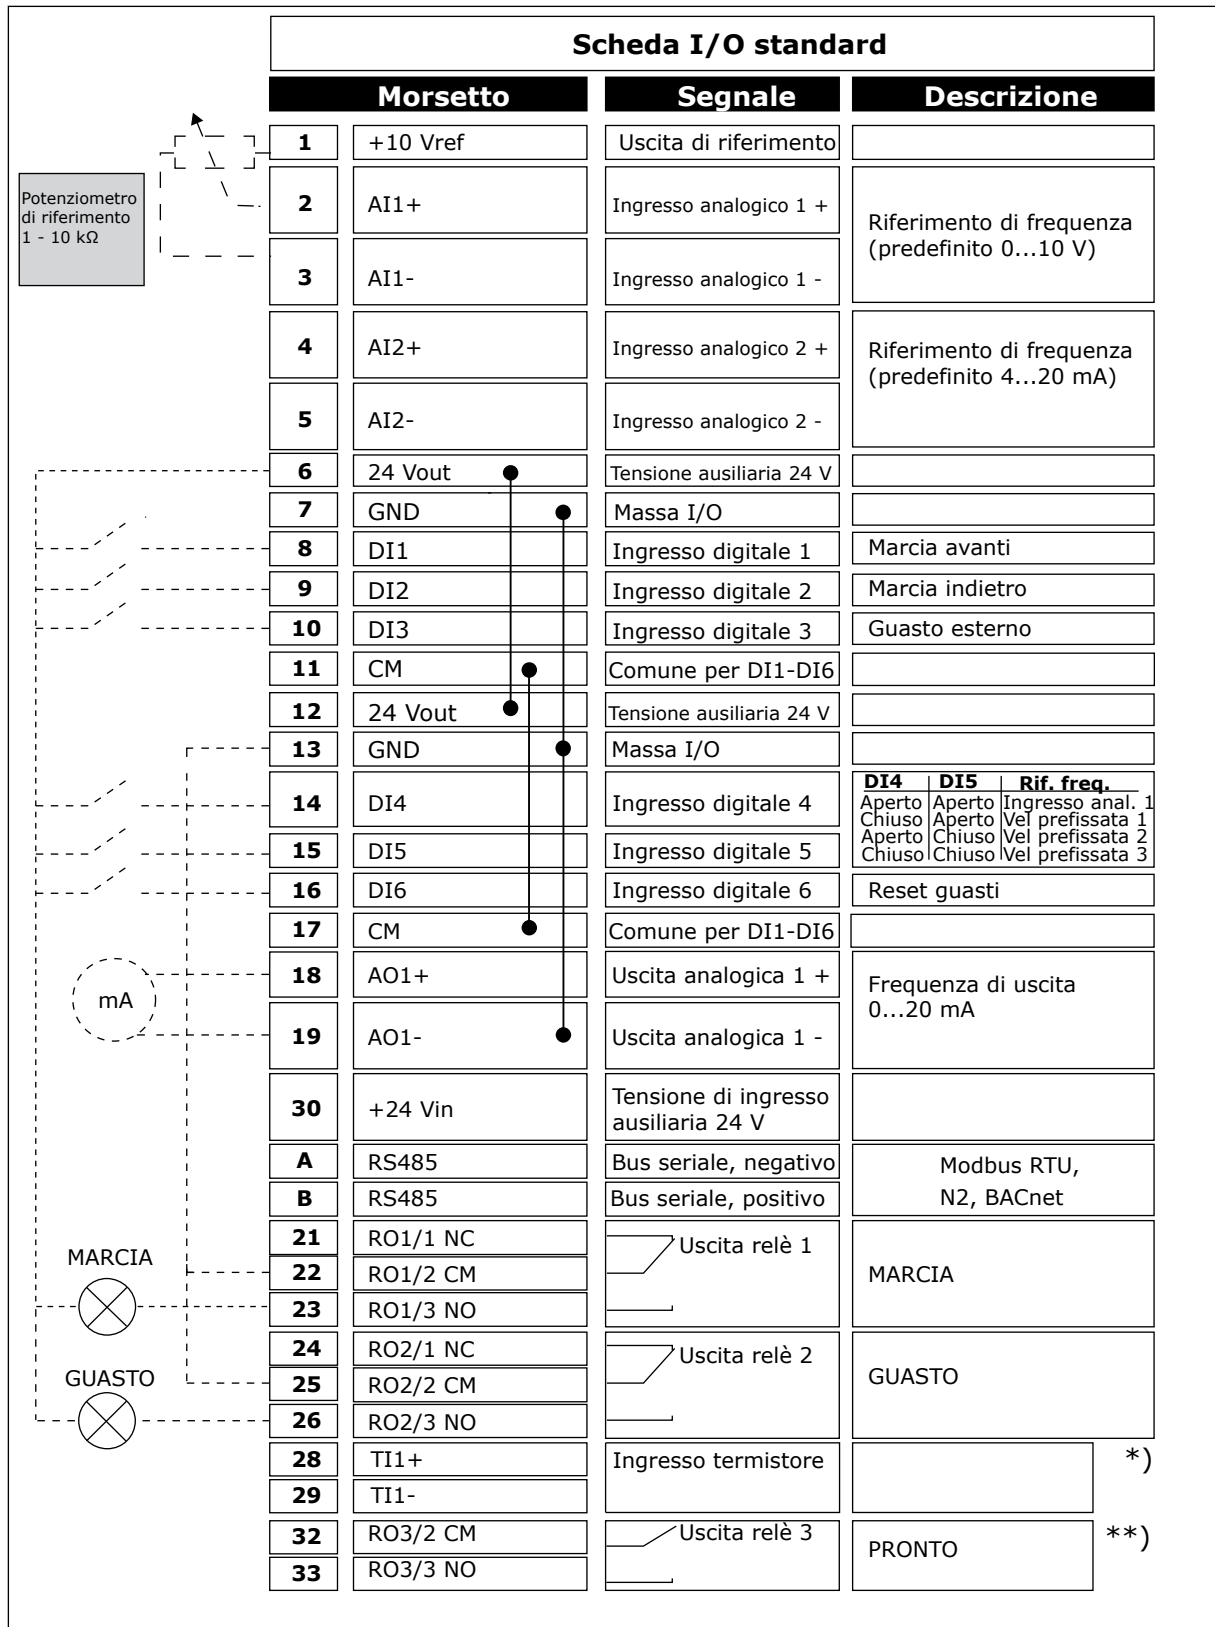 Scheda I/O standard
Morsetto Segnale Descrizione
1 +10 Vref Uscita di riferimento
Potenziometro
di riferimento
1 - 10 kΩ
2 AI1+ Ingresso analogico 1 +
Riferimento di frequenza
(predefinito 0...10 V)
3 AI1- Ingresso analogico 1 -
4 AI2+ Ingresso analogico 2 +
Riferimento di frequenza
(predefinito 4...20 mA)
5 AI2- Ingresso analogico 2 -
6 24 Vout Tensione ausiliaria 24 V
7 GND Massa I/O
8 DI1 Ingresso digitale 1 Marcia avanti
9 DI2 Ingresso digitale 2 Marcia indietro
10 DI3 Ingresso digitale 3 Guasto esterno
11 CM Comune per DI1-DI6
12 24 Vout Tensione ausiliaria 24 V
13 GND Massa I/O
14 DI4 Ingresso digitale 4
DI4 DI5 Rif. freq.
Aperto Aperto Ingresso anal. 1
Chiuso Aperto Vel prefissata 1
Aperto Chiuso Vel prefissata 2
Chiuso Chiuso Vel prefissata 3
15 DI5 Ingresso digitale 5
16 DI6 Ingresso digitale 6 Reset guasti
17 CM Comune per DI1-DI6
mA
18 AO1+ Uscita analogica 1 +
Frequenza di uscita
0...20 mA
19 AO1- Uscita analogica 1 -
30 +24 Vin Tensione di ingresso
ausiliaria 24 V
A RS485 Bus seriale, negativo
Modbus RTU,
N2, BACnet
B RS485 Bus seriale, positivo
21 RO1/1 NC Uscita relè 1
MARCIA
22 RO1/2 CM MARCIA
23 RO1/3 NO
24 RO2/1 NC Uscita relè 2
GUASTO
25 RO2/2 CM GUASTO
26 RO2/3 NO
28 TI1+ Ingresso termistore *)
29 TI1-
32 RO3/2 CM Uscita relè 3 PRONTO **)
33 RO3/3 NO